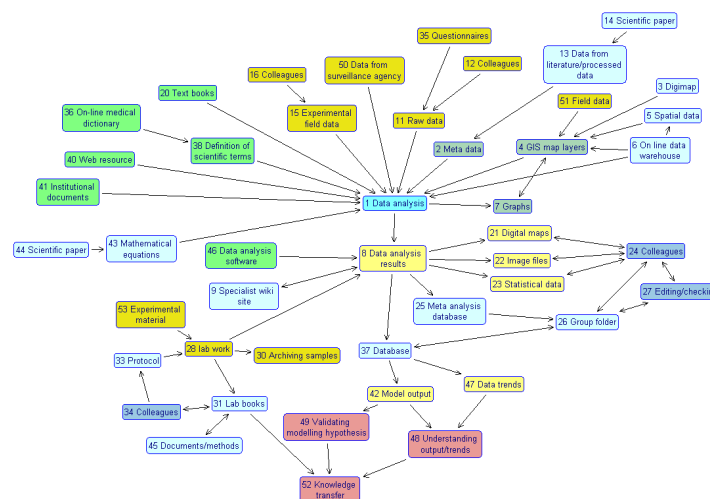 14 Scientific paper
35 Questionnaires
13 Data from
literature/processed
data
50 Data from
surveillance agency
12 Colleagues
16 Colleagues
3 Digimap
20 Text books
51 Field data
36 On-line medical
dictionary
15 Experimental
field data
11 Raw data
5 Spatial data
38 Definition of
scientific terms
2 Meta data
4 GIS map layers
6 On line data
warehouse
40 Web resource
41 Institutional
documents
1 Data analysis
7 Graphs
44 Scientific paper
43 Mathematical
equations
46 Data analysis
software
8 Data analysis
results
21 Digital maps
22 Image files
23 Statistical data
24 Colleagues
9 Specialist wiki
site
27 Editing/checkin
25 Meta analysis
database
26 Group folder
53 Experimental
material
28 lab work
30 Archiving samples
37 Database
33 Protocol
47 Data trends
42 Model output
34 Colleagues
31 Lab books
49 Validating
modelling hypothesis
48 Understanding
output/trends
45 Documents/methods
52 Knowledge
transfer